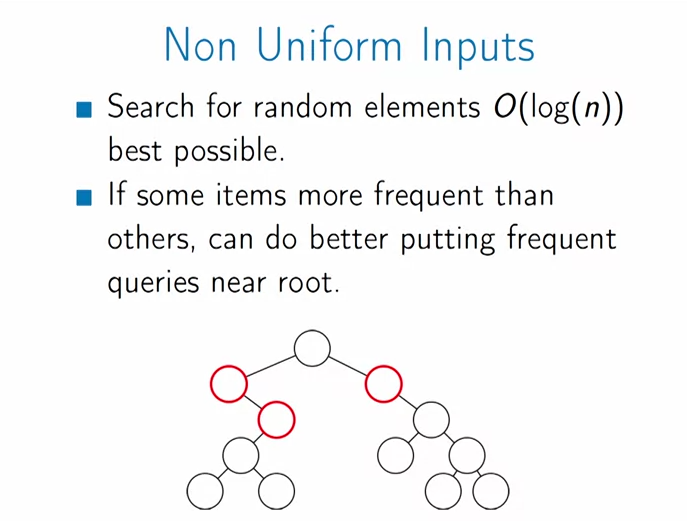 Non Uniform Inputs
Search for random elements O(log(n))
best possible.
If some items more frequent than
others, can do better putting frequent
queries near root.